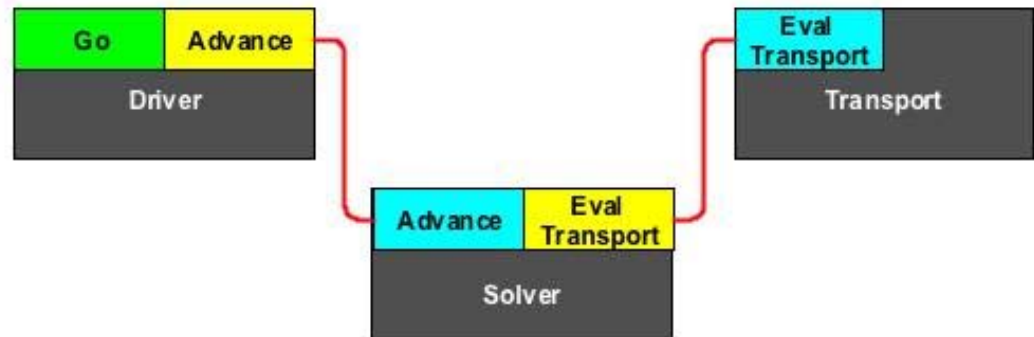 Go
Advance
Driver
Eval
Transport
Transport
Advance
Eval
Transport
Solver